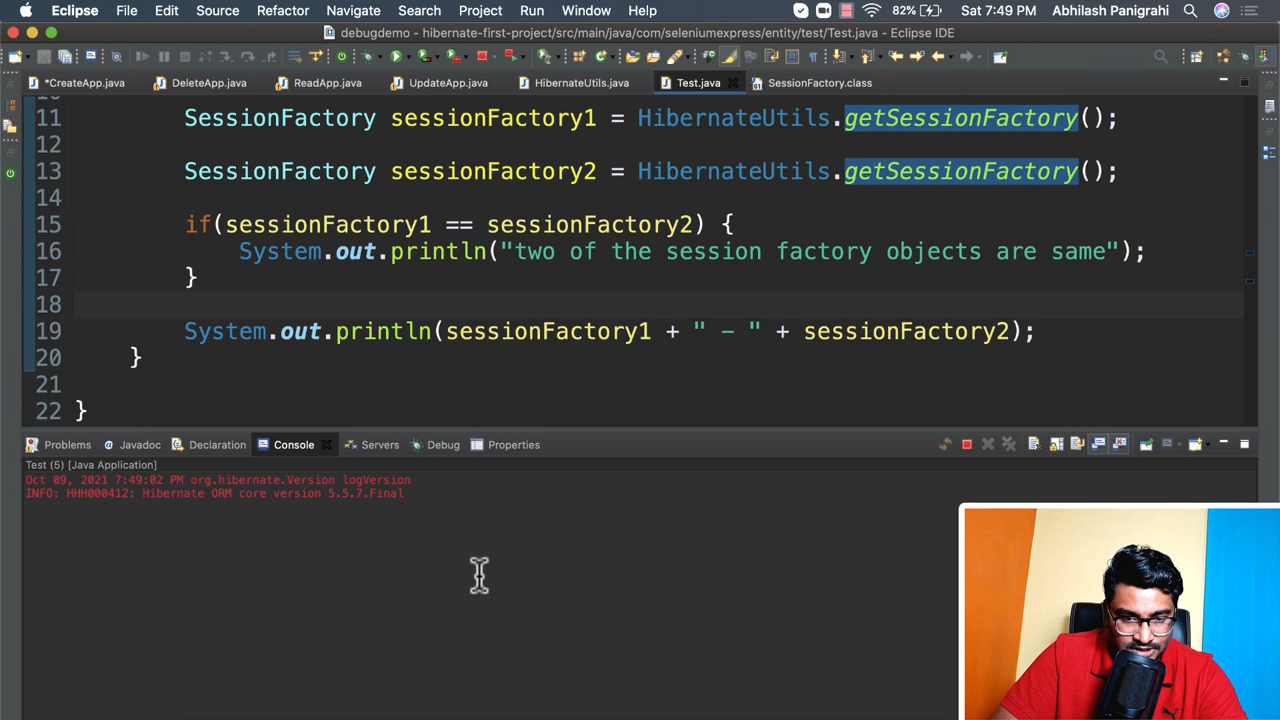 Eclipse File Edit Source Refactor Navigate Search Project Run Window Help 82% Sat 7:49 PM Abhilash Panigrahi
debugdemo - hibernate-first-project/src/main/java/com/seleniumexpress/entity/test/Test.java - Eclipse IDE
*CreateApp.java DeleteApp.java ReadApp.java UpdateApp.java HibernateUtils.java Test.java SessionFactory.class
11 SessionFactory sessionFactory1 = HibernateUtils.getSessionFactory();
12
13 SessionFactory sessionFactory2 = HibernateUtils.getSessionFactory();
14
15 if(sessionFactory1 == sessionFactory2) {
16 System.out.println("two of the session factory objects are same");
17 }
18
19 System.out.println(sessionFactory1 + " - " + sessionFactory2);
20 }
21
22 }
Problems Javadoc Declaration Console Servers Debug Properties
Test (5) [Java Application]
Oct 09, 2021 7:49:02 PM org.hibernate.Version logVersion
INFO: HHH000412: Hibernate ORM core version 5.5.7.Final